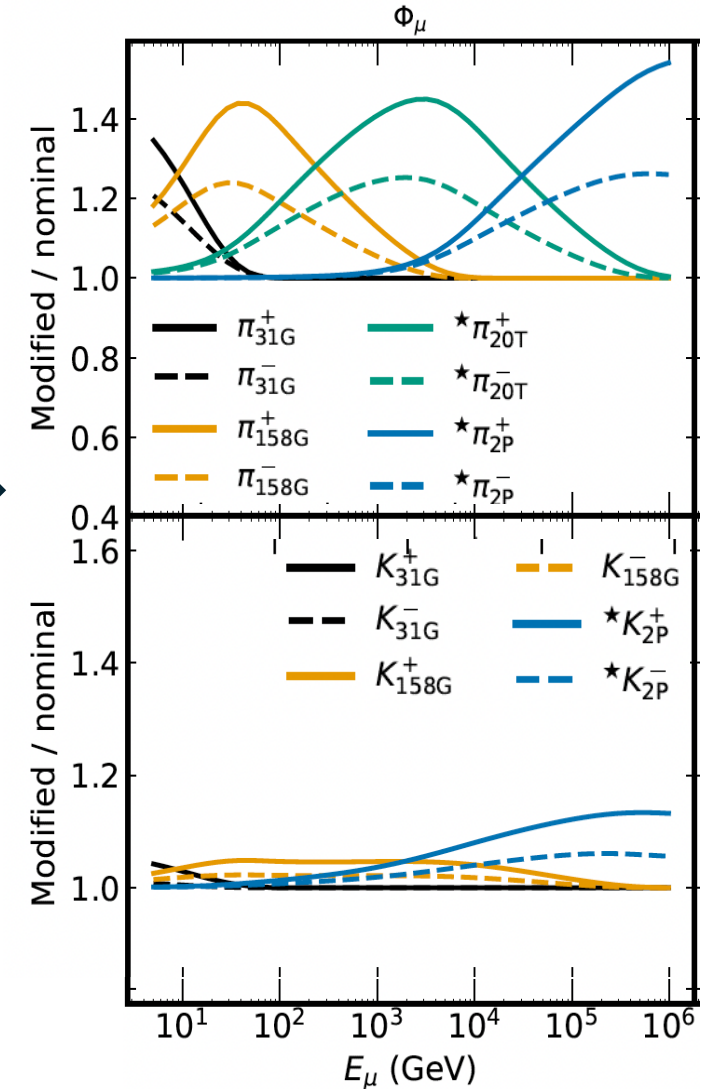 Φ_μ
Modified / nominal
1.4
1.2
1.0
0.8
0.6
0.4
π⁺_31G
π⁻_31G
π⁺_158G
π⁻_158G
★π⁺_20T
★π⁻_20T
★π⁺_2P
★π⁻_2P
Modified / nominal
1.6
1.4
1.2
1.0
K⁺_31G
K⁻_31G
K⁺_158G
K⁻_158G
★K⁺_2P
★K⁻_2P
10¹ 10² 10³ 10⁴ 10⁵ 10⁶
E_μ (GeV)